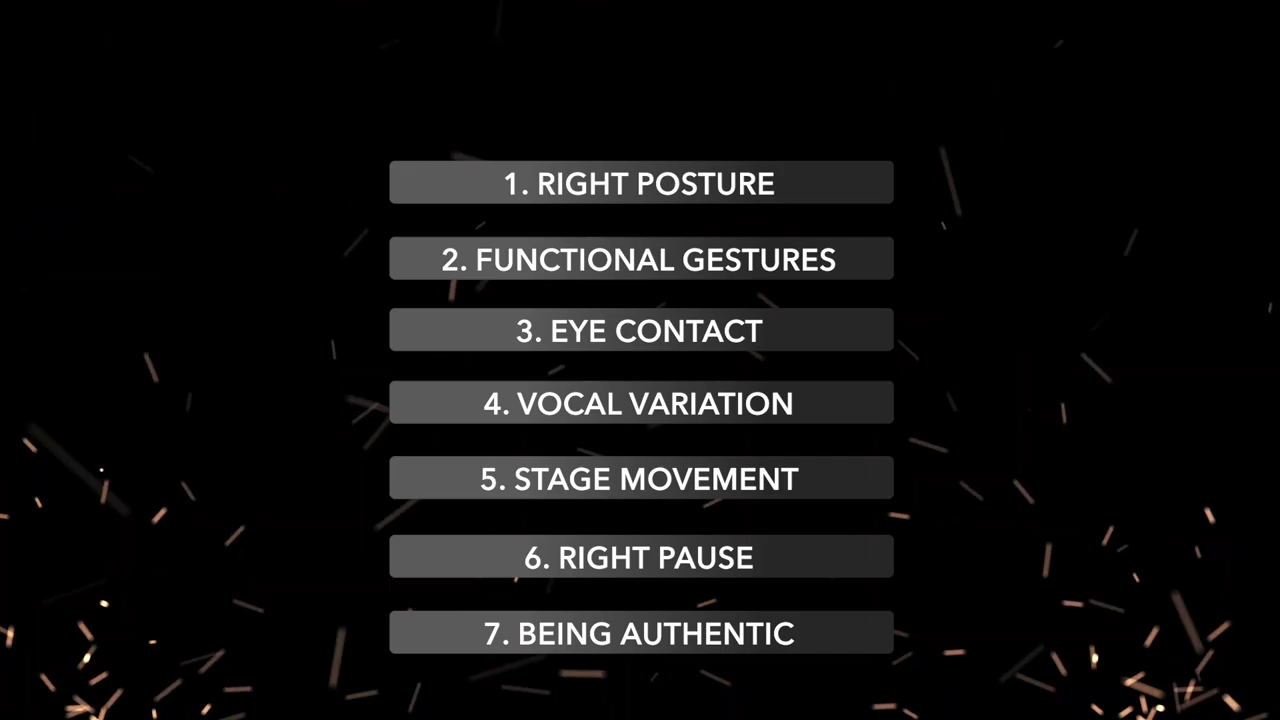 1. RIGHT POSTURE
2. FUNCTIONAL GESTURES
3. EYE CONTACT
4. VOCAL VARIATION
5. STAGE MOVEMENT
6. RIGHT PAUSE
7. BEING AUTHENTIC